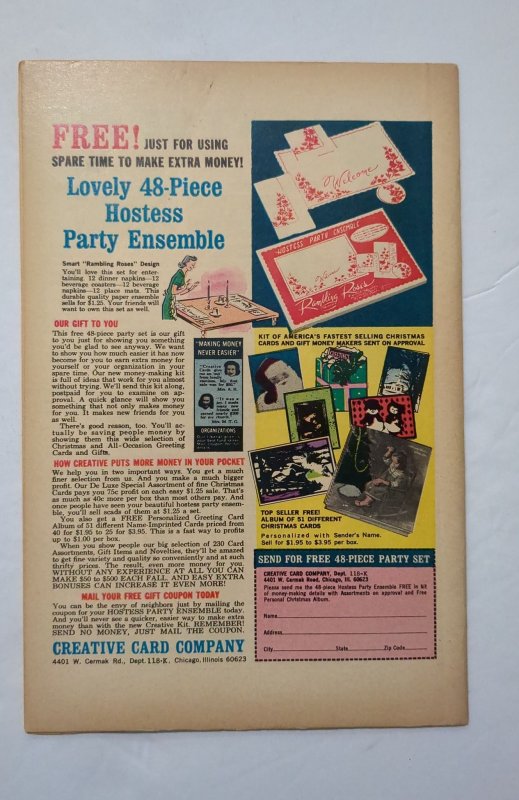 FREE! JUST FOR USING
SPARE TIME TO MAKE EXTRA MONEY!
Lovely 48-Piece
Hostess
Party Ensemble
Smart "Rambling Roses" Design
You'll love this set for enter-
taining. 12 dinner napkins—12
beverage coasters—12 beverage
napkins—12 place mats. This
durable quality paper ensemble
sells for $1.25. Your friends will
want to own this set as well.
OUR GIFT TO YOU
This free 48-piece party set is our gift
to you just for showing you something
you'd be glad to see anyway. We want
to show you how much easier it has now
become for you to earn extra money for
yourself or your organization in your
spare time. Our new money-making kit
is full of ideas that work for you almost
without trying. We'll send this kit along,
postpaid for you to examine on ap-
proval. A quick glance will show you
something that not only makes money
for you. It makes new friends for you
as well.
There's good reason, too. You'll ac-
tually be saving people money by
showing them this wide selection of
Christmas and All-Occasion Greeting
Cards and Gifts.
"MAKING MONEY
NEVER EASIER"
"Creative
Cards
ORGANIZATIONS
HOW CREATIVE PUTS MORE MONEY IN YOUR POCKET
We help you in two important ways. You get a much
finer selection from us. And you make a much bigger
profit. Our De Luxe Special Assortment of fine Christmas
Cards pays you 75c profit on each easy $1.25 sale. That's
as much as 40c more per box than most others pay. And
once people have seen your beautiful hostess party ensem-
ble, you'll sell scads of them at $1.25 a set.
You also get a FREE Personalized Greeting Card
Album of 51 different Name-Imprinted Cards priced from
40 for $1.95 to 25 for $3.95. This is a fast way to profits
up to $1.90 per box.
When you show people our big selection of 230 Card
Assortments, Gift Items and Novelties, they'll be amazed
to get fine variety and quality so conveniently and at such
thrifty prices. The result, even more money for you.
WITHOUT ANY EXPERIENCE AT ALL YOU CAN
MAKE $50 to $500 EACH FALL, AND EASY EXTRA
BONUSES CAN INCREASE IT EVEN MORE!
MAIL YOUR FREE GIFT COUPON TODAY
You can be the envy of neighbors just by mailing the
coupon for your HOSTESS PARTY ENSEMBLE today.
And you'll never see a quicker, easier way to make extra
money than with the new Creative Kit. REMEMBER!
SEND NO MONEY, JUST MAIL THE COUPON.
CREATIVE CARD COMPANY
4401 W. Cermak Rd., Dept. 118-K, Chicago, Illinois 60623
Welcome
HOSTESS PARTY ENSEMBLE
Rambling Roses
KIT OF AMERICA'S FASTEST SELLING CHRISTMAS
CARDS AND GIFT MONEY MAKERS SENT ON APPROVAL
TOP SELLER FREE!
ALBUM OF 51 DIFFERENT
CHRISTMAS CARDS
Personalized with Sender's Name.
Sell for $1.95 to $3.95 per box.
SEND FOR FREE 48-PIECE PARTY SET
CREATIVE CARD COMPANY, Dept. 118-K
4401 W. Cermak Road, Chicago, Ill. 60623
Please send me the 48-piece Hostess Party Ensemble FREE in kit
of money-making details with Assortments on approval and Free
Personal Christmas Album.
Name
Address
City State Zip Code